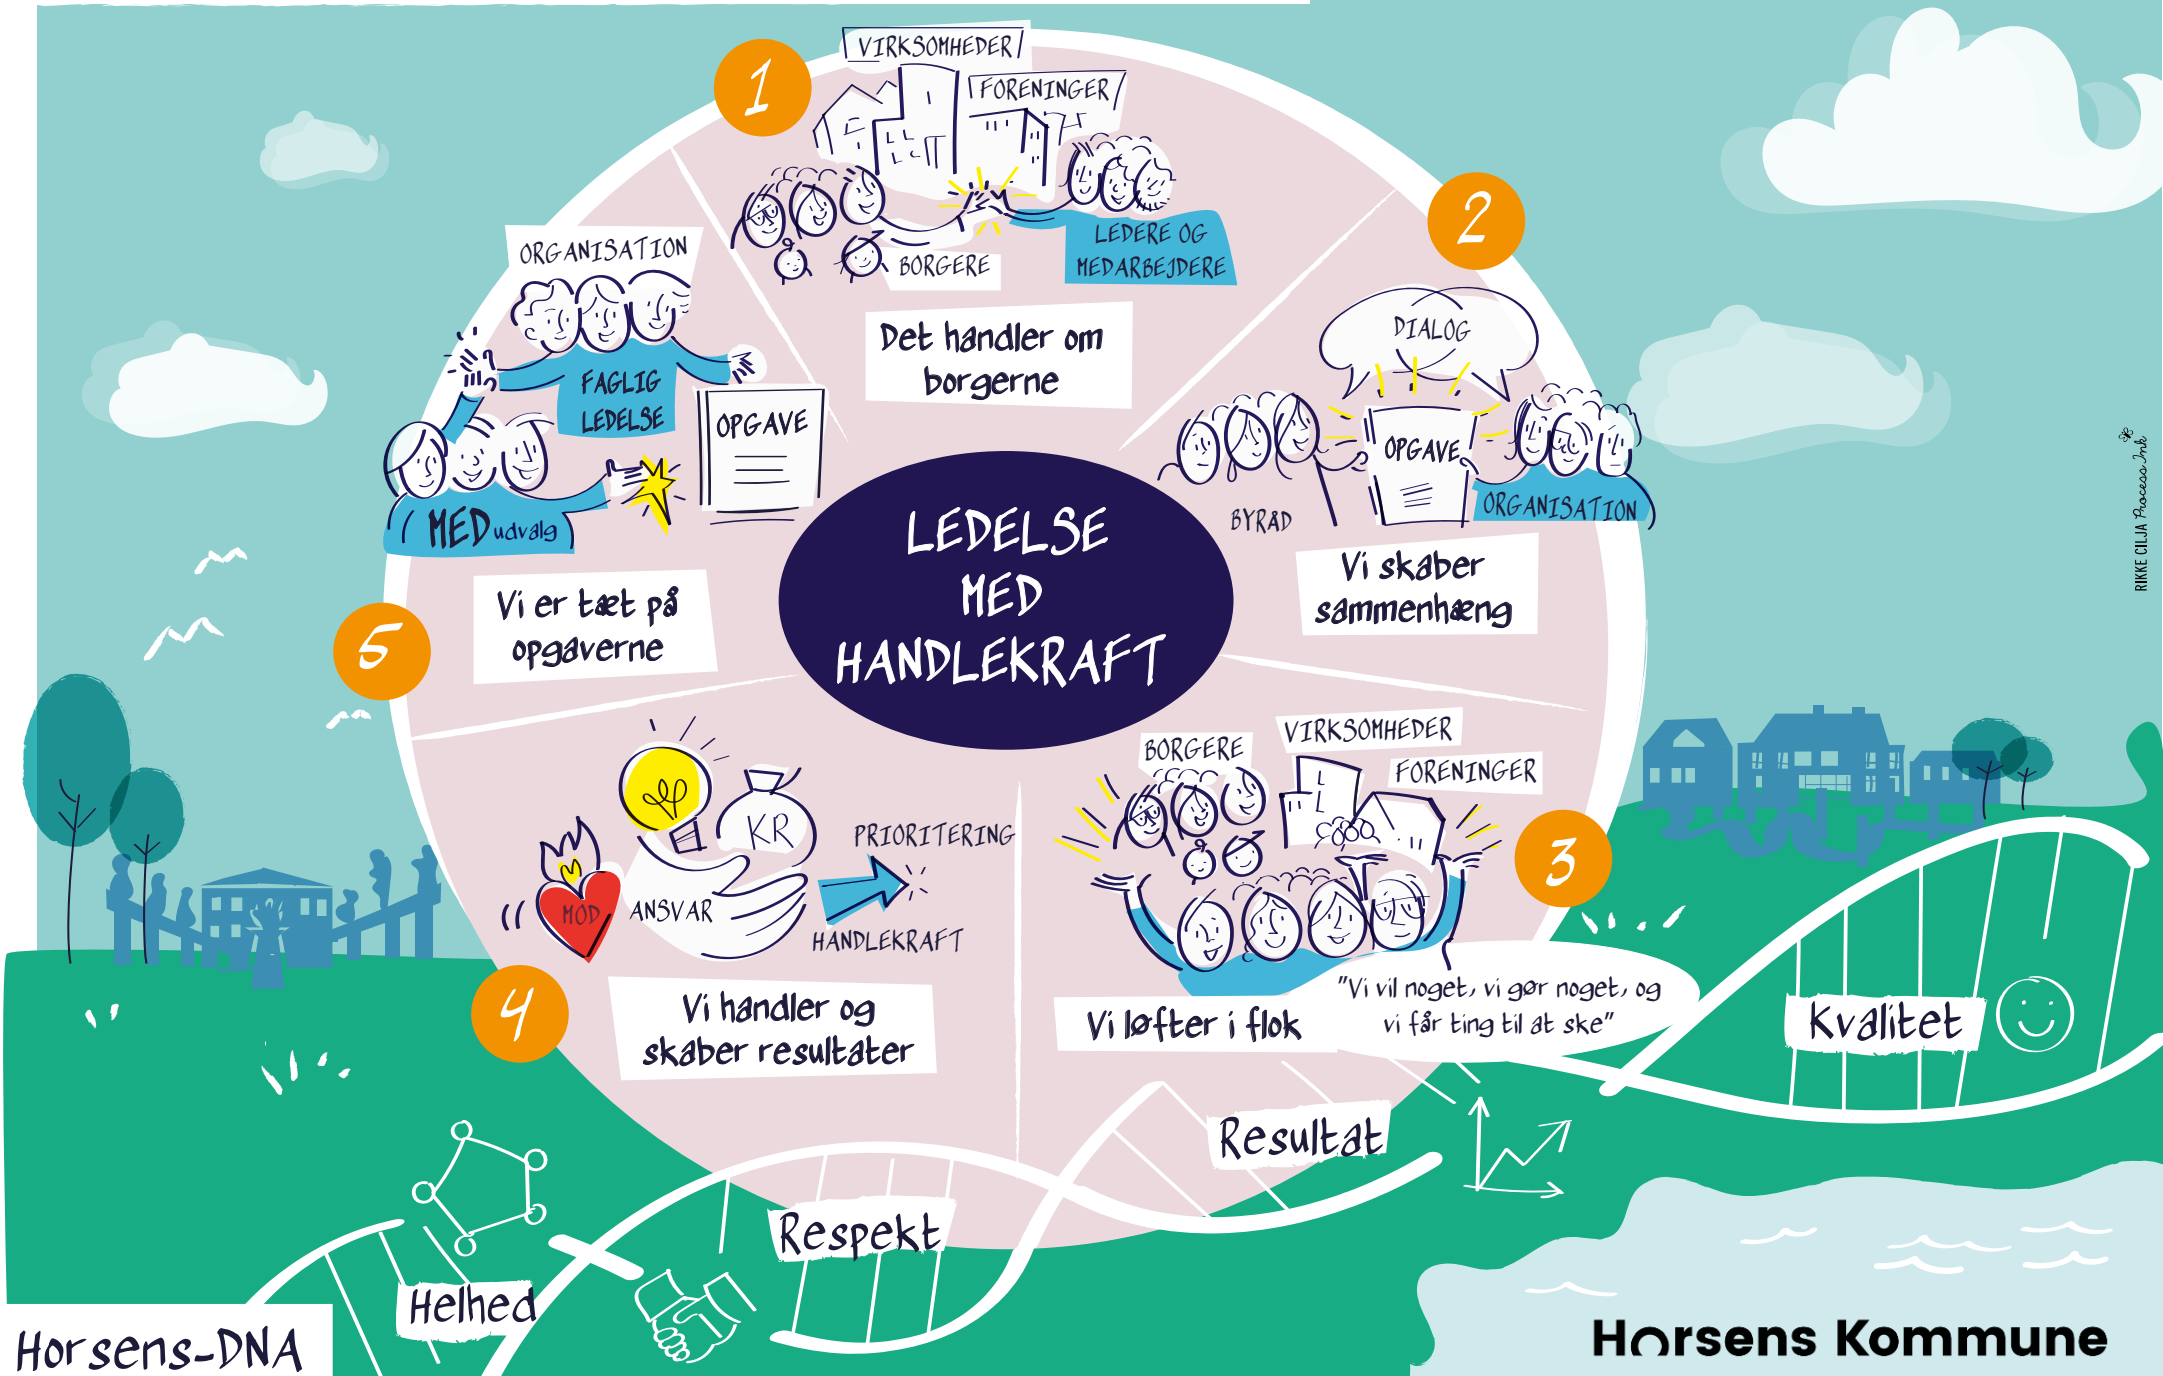 1
VIRKSOMHEDER
FORENINGER
BORGERE
LEDERE OG
MEDARBEJDERE
Det handler om
borgerne
2
DIALOG
OPGAVE
BYRÅD
ORGANISATION
Vi skaber
sammenhæng
3
BORGERE
VIRKSOMHEDER
FORENINGER
Vi løfter i flok
"Vi vil noget, vi gør noget, og
vi får ting til at ske"
4
MOD
ANSVAR
KR
PRIORITERING
HANDLEKRAFT
Vi handler og
skaber resultater
5
ORGANISATION
FAGLIG
LEDELSE
OPGAVE
MED udvalg
Vi er tæt på
opgaverne
LEDELSE
MED
HANDLEKRAFT
Horsens-DNA
Helhed
Respekt
Resultat
Kvalitet
Horsens Kommune
RIKKE CILJA Process Ink